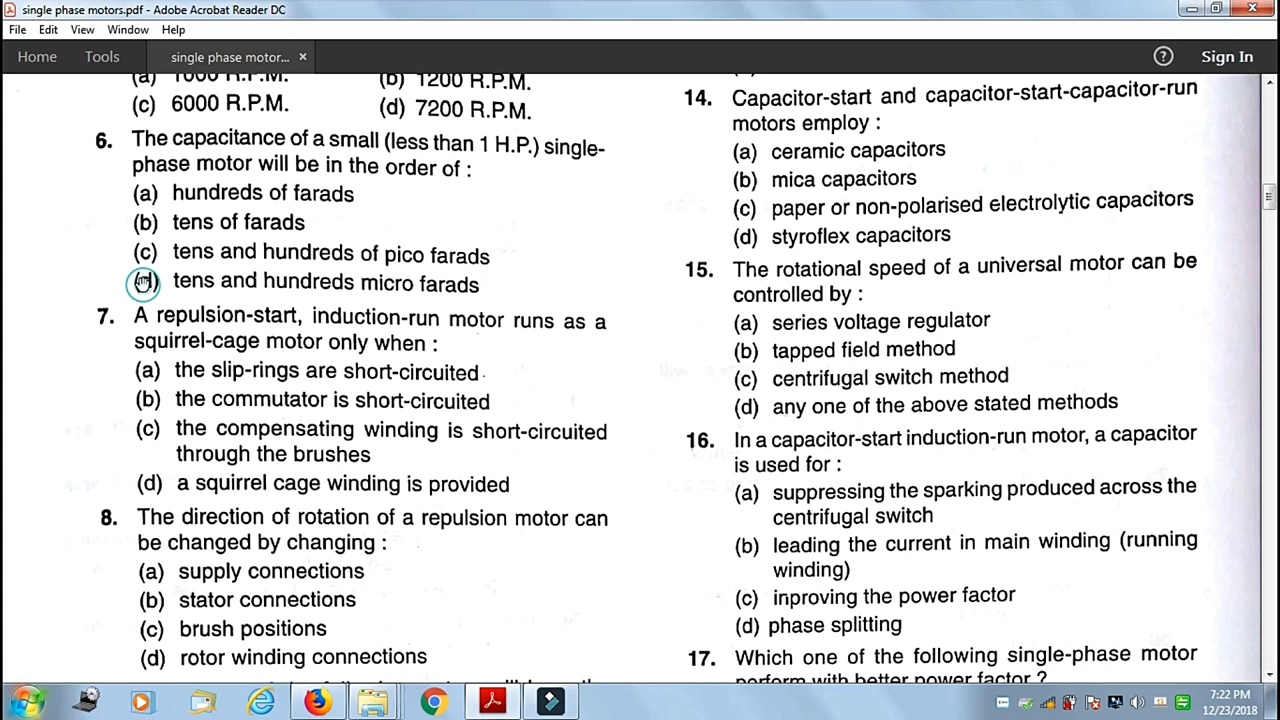 single phase motors.pdf - Adobe Acrobat Reader DC
File Edit View Window Help
Home Tools single phase motor... × ? Sign In
(a) 1000 R.P.M. (b) 1200 R.P.M.
(c) 6000 R.P.M. (d) 7200 R.P.M.
6. The capacitance of a small (less than 1 H.P.) single-
phase motor will be in the order of :
(a) hundreds of farads
(b) tens of farads
(c) tens and hundreds of pico farads
(d) tens and hundreds micro farads
7. A repulsion-start, induction-run motor runs as a
squirrel-cage motor only when :
(a) the slip-rings are short-circuited
(b) the commutator is short-circuited
(c) the compensating winding is short-circuited
through the brushes
(d) a squirrel cage winding is provided
8. The direction of rotation of a repulsion motor can
be changed by changing :
(a) supply connections
(b) stator connections
(c) brush positions
(d) rotor winding connections
14. Capacitor-start and capacitor-start-capacitor-run
motors employ :
(a) ceramic capacitors
(b) mica capacitors
(c) paper or non-polarised electrolytic capacitors
(d) styroflex capacitors
15. The rotational speed of a universal motor can be
controlled by :
(a) series voltage regulator
(b) tapped field method
(c) centrifugal switch method
(d) any one of the above stated methods
16. In a capacitor-start induction-run motor, a capacitor
is used for :
(a) suppressing the sparking produced across the
centrifugal switch
(b) leading the current in main winding (running
winding)
(c) inproving the power factor
(d) phase splitting
17. Which one of the following single-phase motor
perform with better power factor ?
7:22 PM
12/23/2018